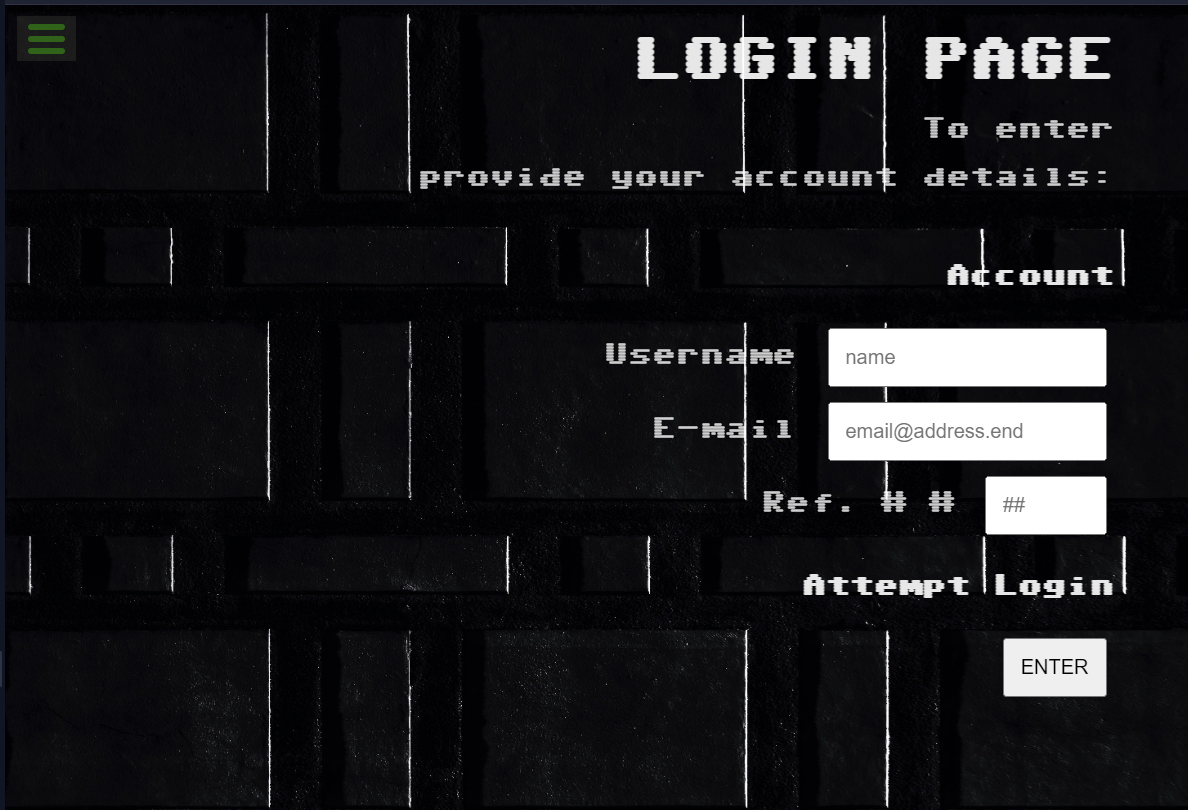 LOGIN PAGE
To enter
provide your account details:
Account
Username name
E-mail email@address.end
Ref. # # ##
Attempt Login
ENTER